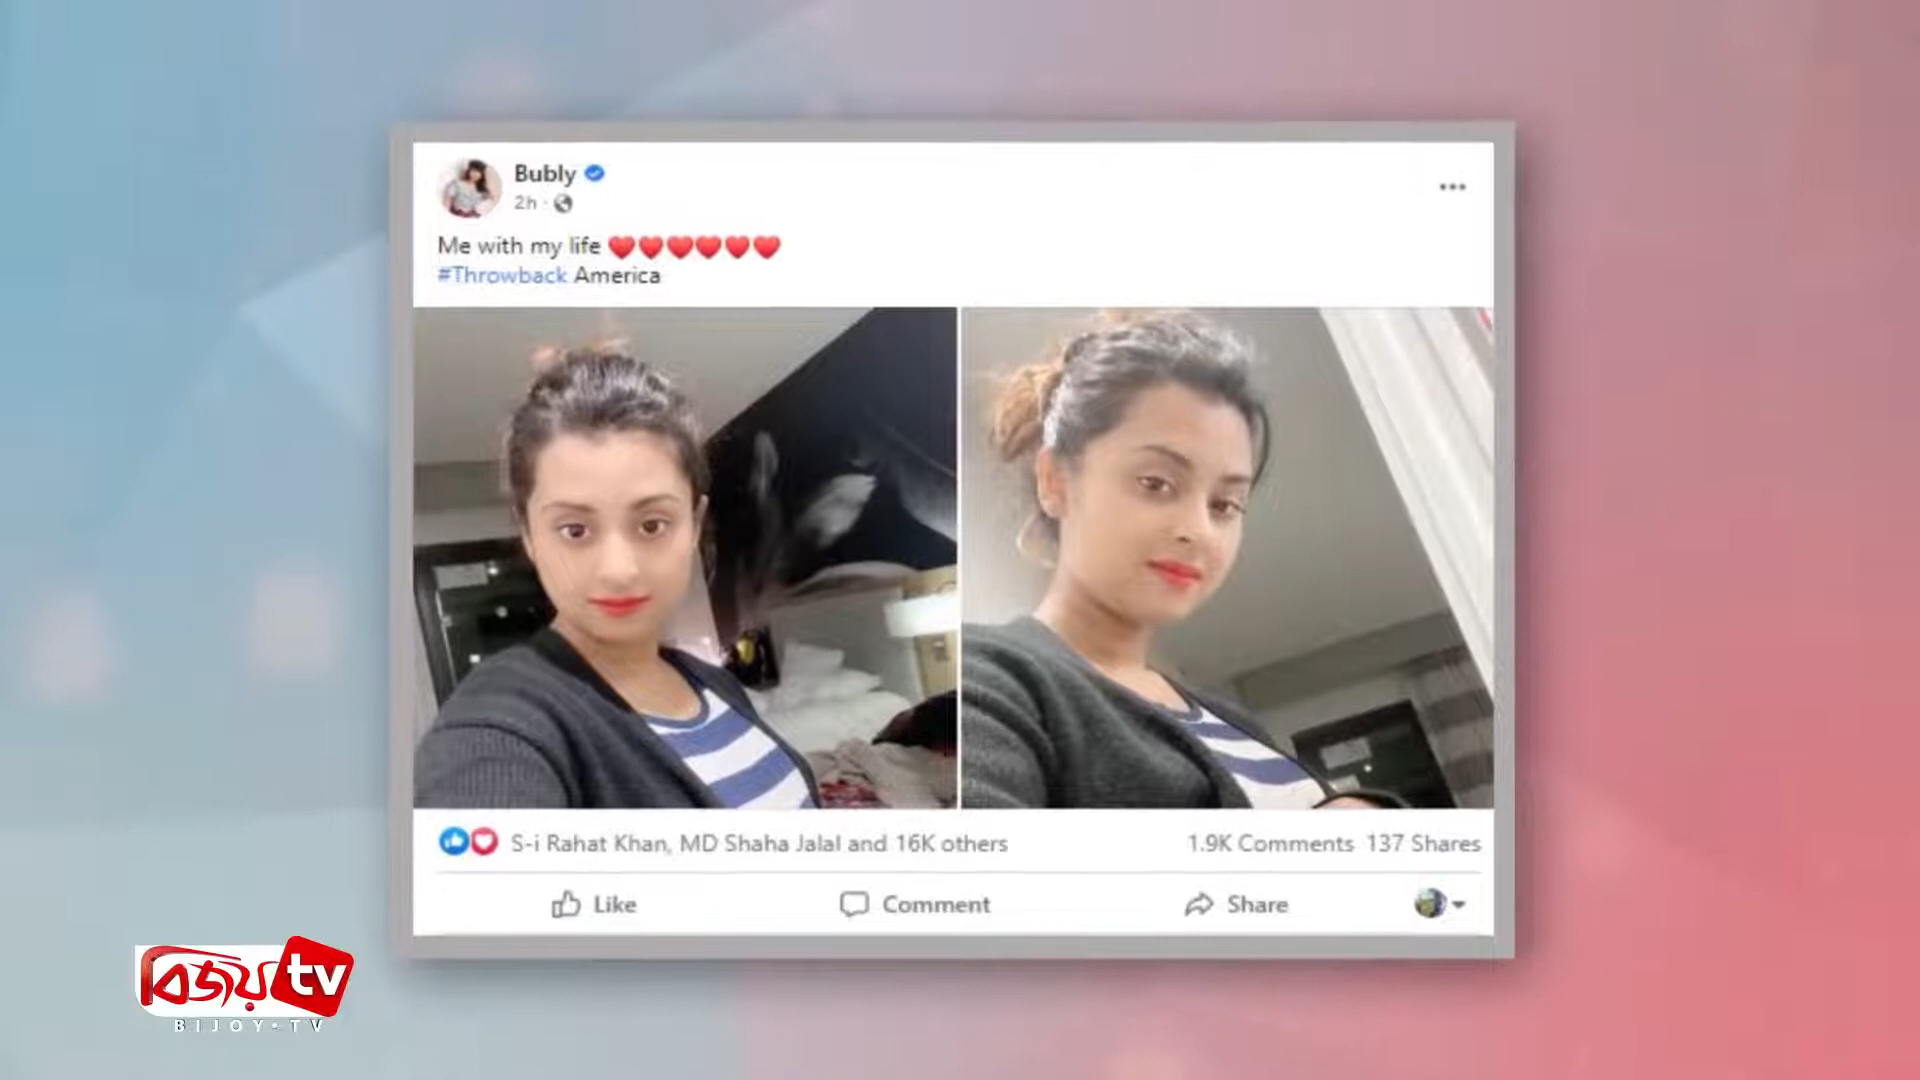 Bubly
2h ·
Me with my life ❤❤❤❤❤❤
#Throwback America
S-i Rahat Khan, MD Shaha Jalal and 16K others
1.9K Comments 137 Shares
Like
Comment
Share
বিজয় tv
BIJOY·TV